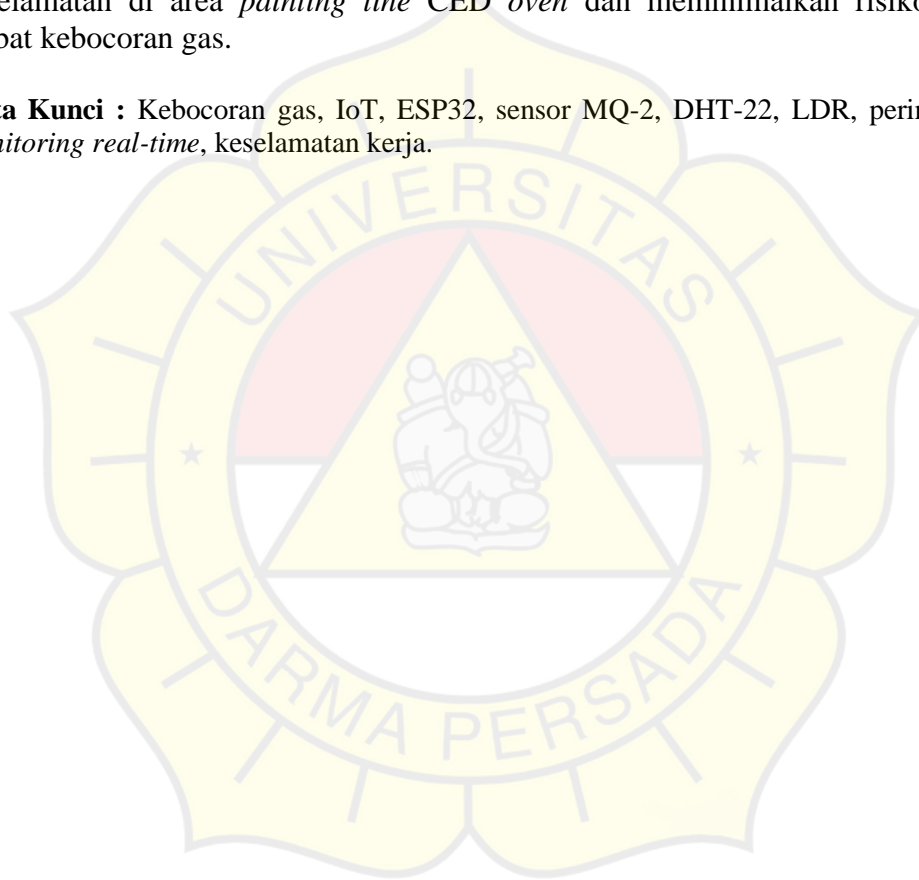 elamatan di area painting line CED oven dan meminimalkan risiko
bat kebocoran gas.
ta Kunci : Kebocoran gas, IoT, ESP32, sensor MQ-2, DHT-22, LDR, perin
nitoring real-time, keselamatan kerja.
UNIVERSITAS
DARMA PERSADA